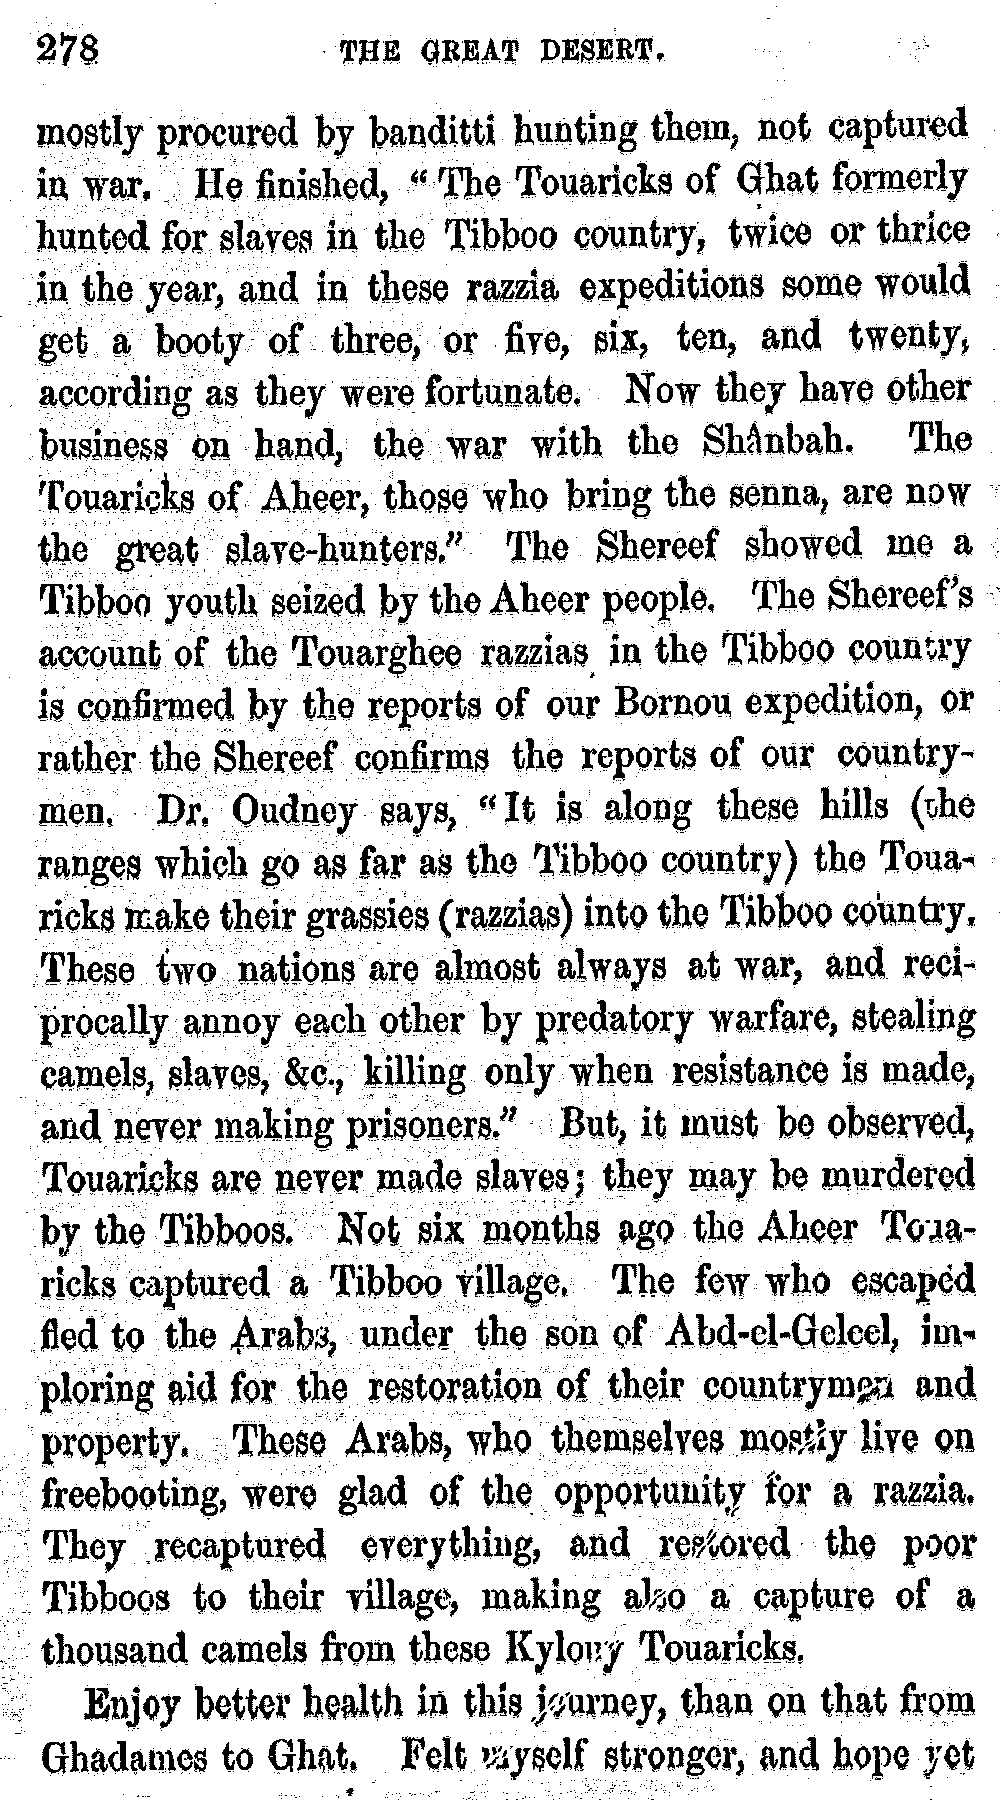 278 THE GREAT DESERT.
mostly procured by banditti hunting them, not captured
in war. He finished, “The Touaricks of Ghat formerly
hunted for slaves in the Tibboo country, twice or thrice
in the year, and in these razzia expeditions some would
get a booty of three, or five, six, ten, and twenty,
according as they were fortunate. Now they have other
business on hand, the war with the Shânbah. The
Touaricks of Aheer, those who bring the senna, are now
the great slave-hunters.” The Shereef showed me a
Tibboo youth seized by the Aheer people. The Shereef’s
account of the Touarghee razzias in the Tibboo country
is confirmed by the reports of our Bornou expedition, or
rather the Shereef confirms the reports of our country-
men. Dr. Oudney says, “It is along these hills (the
ranges which go as far as the Tibboo country) the Toua-
ricks make their grassies (razzias) into the Tibboo country.
These two nations are almost always at war, and reci-
procally annoy each other by predatory warfare, stealing
camels, slaves, &c., killing only when resistance is made,
and never making prisoners.” But, it must be observed,
Touaricks are never made slaves; they may be murdered
by the Tibboos. Not six months ago the Aheer Toua-
ricks captured a Tibboo village. The few who escaped
fled to the Arabs, under the son of Abd-el-Geleel, im-
ploring aid for the restoration of their countrymen and
property. These Arabs, who themselves mostly live on
freebooting, were glad of the opportunity for a razzia.
They recaptured everything, and restored the poor
Tibboos to their village, making also a capture of a
thousand camels from these Kylouy Touaricks.
Enjoy better health in this journey, than on that from
Ghadames to Ghat. Felt myself stronger, and hope yet